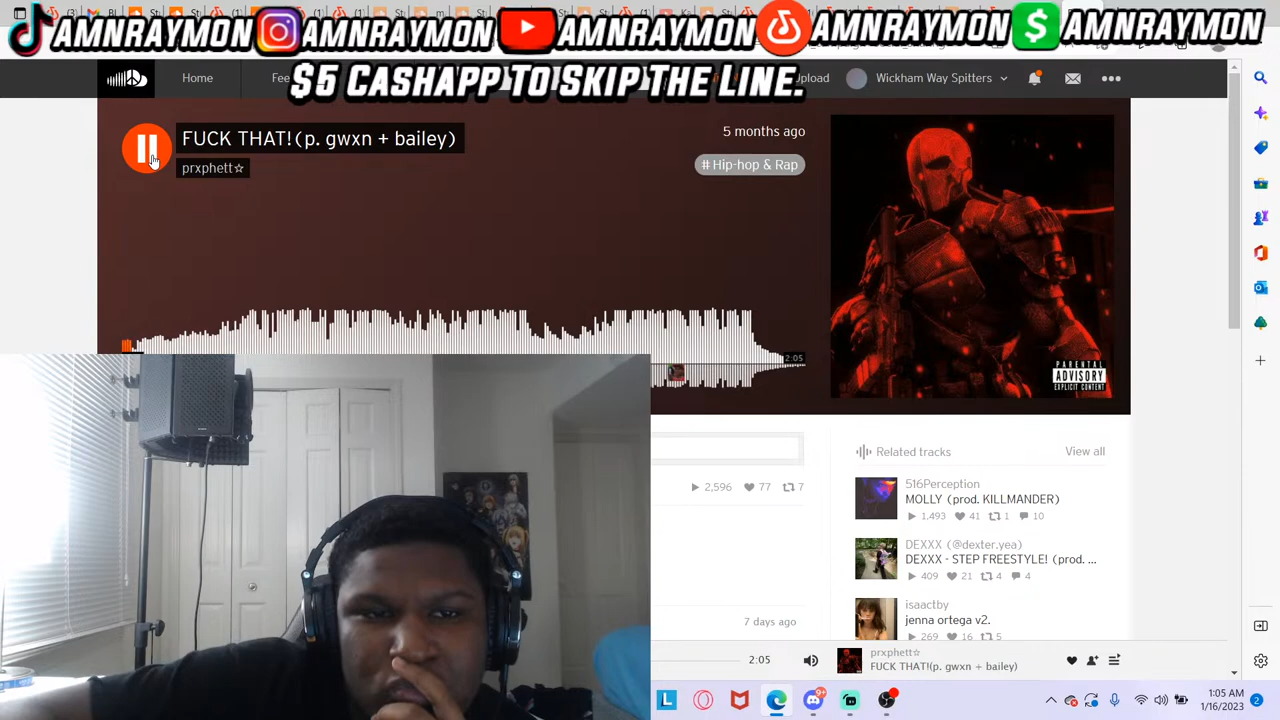 AMNRAYMON AMNRAYMON AMNRAYMON AMNRAYMON AMNRAYMON
$5 CASHAPP TO SKIP THE LINE.
Home
Upload
Wickham Way Spitters
FUCK THAT!(p. gwxn + bailey)
prxphett☆
5 months ago
# Hip-hop & Rap
2:05
PARENTAL
ADVISORY
EXPLICIT CONTENT
2,596 77 7
7 days ago
Related tracks
View all
516Perception
MOLLY (prod. KILLMANDER)
1,493 41 1 10
DEXXX (@dexter.yea)
DEXXX - STEP FREESTYLE! (prod. ...
409 21 4 4
isaactby
jenna ortega v2.
269 16 5
2:05
prxphett☆
FUCK THAT!(p. gwxn + bailey)
1:05 AM
1/16/2023
2